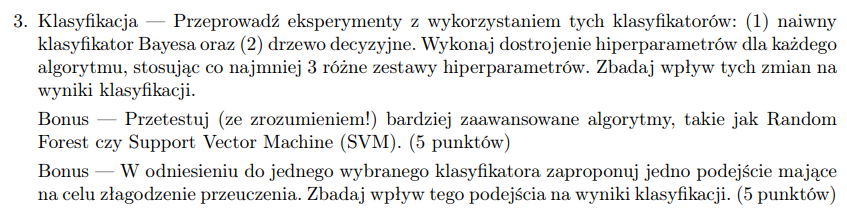 3. Klasyfikacja — Przeprowadź eksperymenty z wykorzystaniem tych klasyfikatorów: (1) naiwny
klasyfikator Bayesa oraz (2) drzewo decyzyjne. Wykonaj dostrojenie hiperparametrów dla każdego
algorytmu, stosując co najmniej 3 różne zestawy hiperparametrów. Zbadaj wpływ tych zmian na
wyniki klasyfikacji.
Bonus — Przetestuj (ze zrozumieniem!) bardziej zaawansowane algorytmy, takie jak Random
Forest czy Support Vector Machine (SVM). (5 punktów)
Bonus — W odniesieniu do jednego wybranego klasyfikatora zaproponuj jedno podejście mające
na celu złagodzenie przeuczenia. Zbadaj wpływ tego podejścia na wyniki klasyfikacji. (5 punktów)